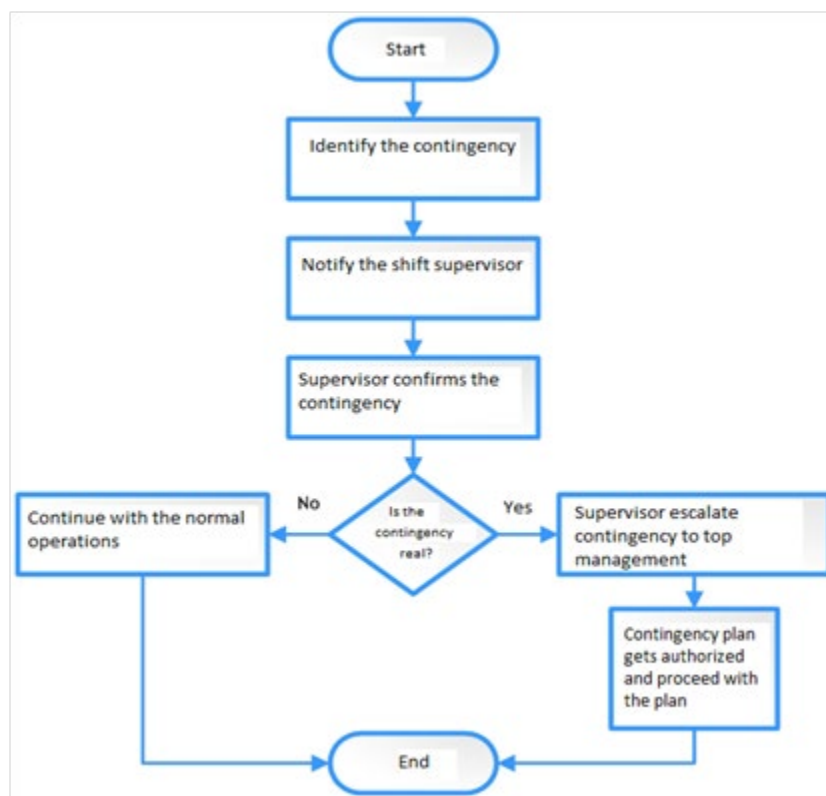 Start
Identify the contingency
Notify the shift supervisor
Supervisor confirms the
contingency
Is the
contingency
real?
No
Yes
Continue with the normal
operations
Supervisor escalate
contingency to top
management
Contingency plan
gets authorized
and proceed with
the plan
End